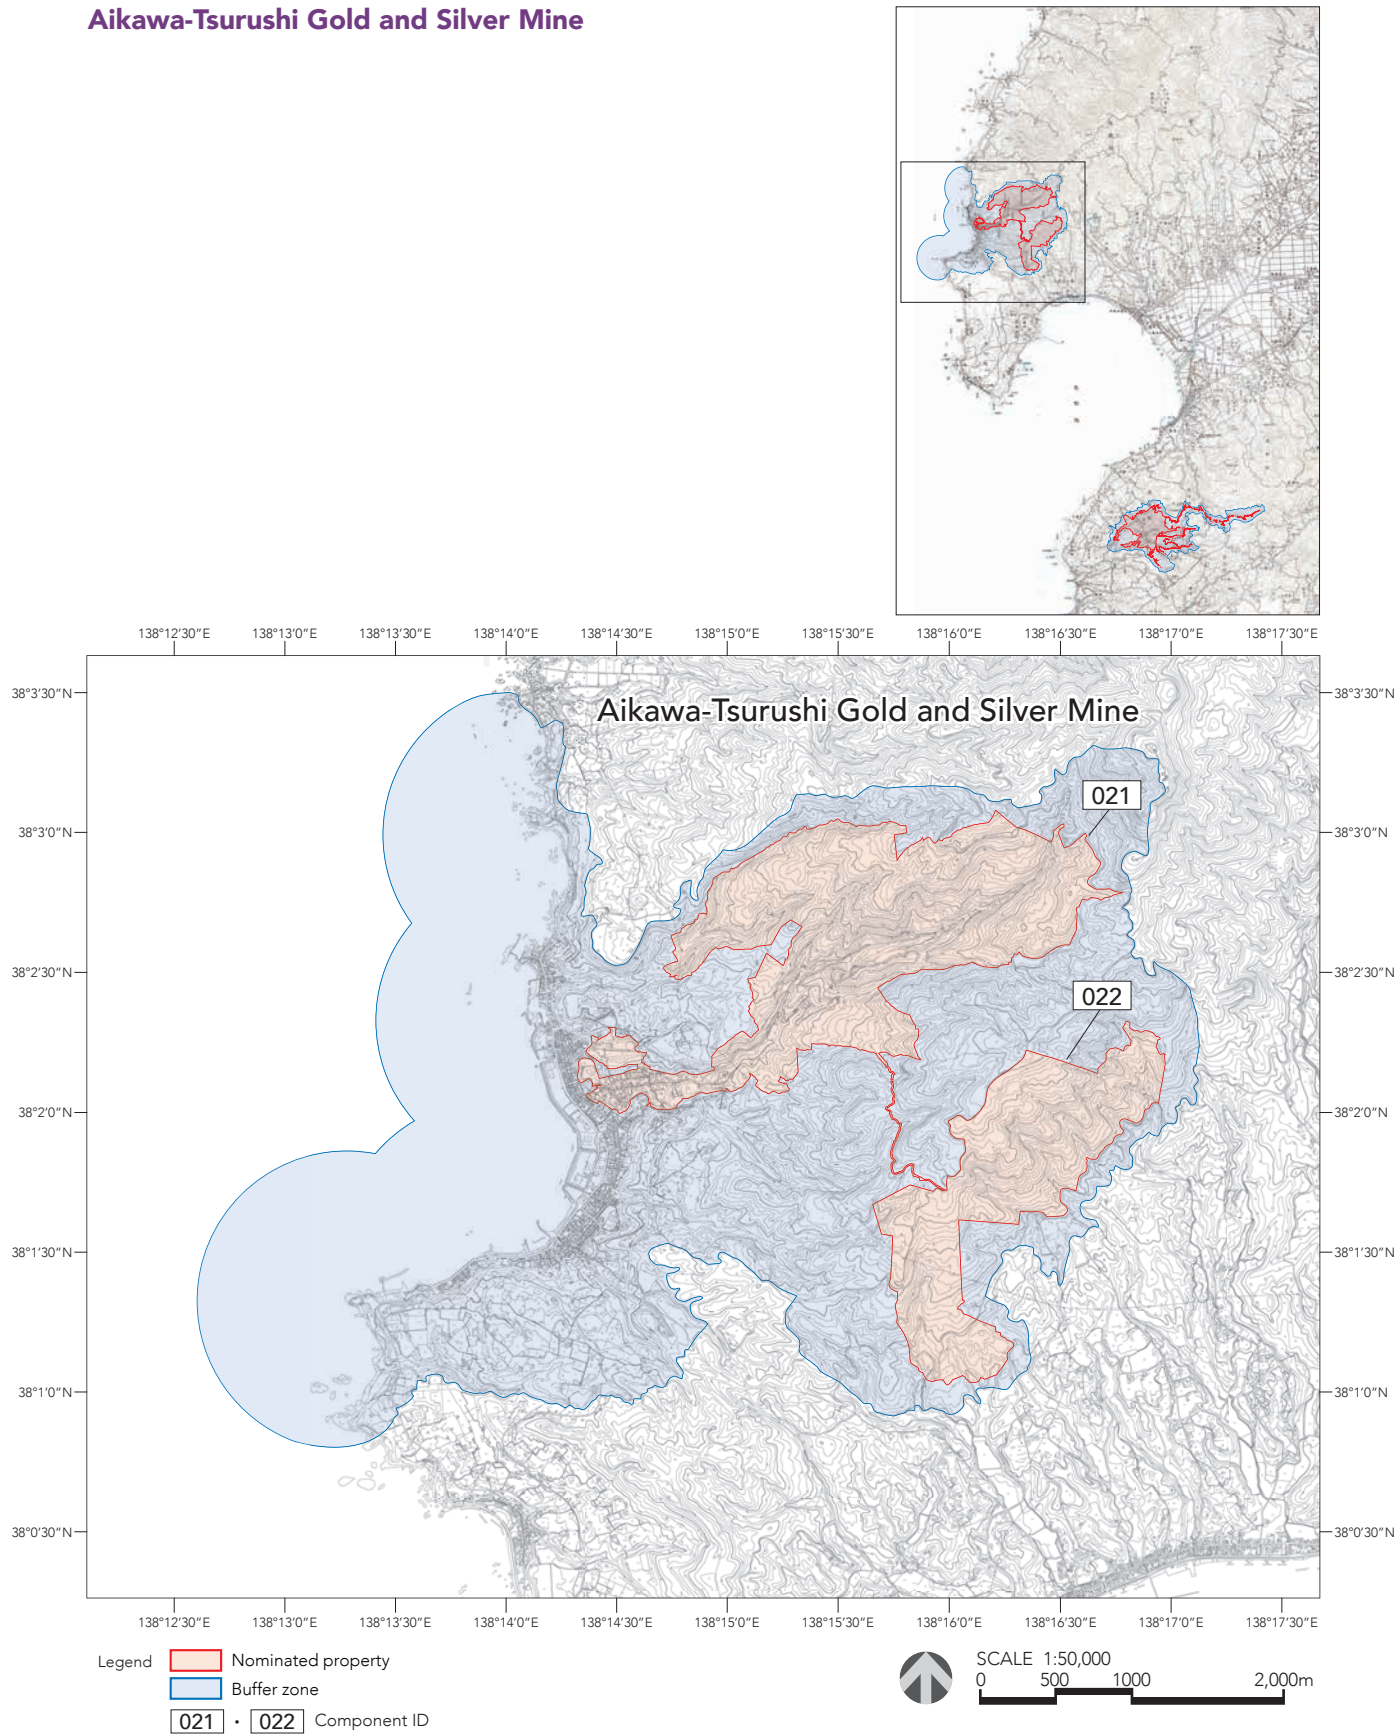 Aikawa-Tsurushi Gold and Silver Mine
138°12'30"E 138°13'0"E 138°13'30"E 138°14'0"E 138°14'30"E 138°15'0"E 138°15'30"E 138°16'0"E 138°16'30"E 138°17'0"E 138°17'30"E
38°3'30"N 38°3'30"N
Aikawa-Tsurushi Gold and Silver Mine
021
38°3'0"N 38°3'0"N
38°2'30"N 38°2'30"N
022
38°2'0"N 38°2'0"N
38°1'30"N 38°1'30"N
38°1'0"N 38°1'0"N
38°0'30"N 38°0'30"N
138°12'30"E 138°13'0"E 138°13'30"E 138°14'0"E 138°14'30"E 138°15'0"E 138°15'30"E 138°16'0"E 138°16'30"E 138°17'0"E 138°17'30"E
Legend Nominated property
Buffer zone
021 · 022 Component ID
SCALE 1:50,000
0 500 1000 2,000m